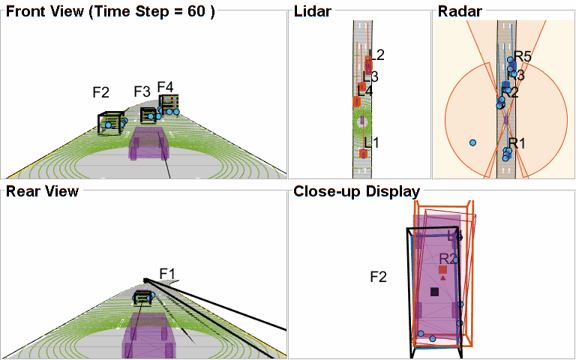 Front View (Time Step = 60 )
F2
F3
F4
Lidar
L2
L3
L4
L1
Radar
R5
R3
R2
R1
Rear View
F1
Close-up Display
R2
F2